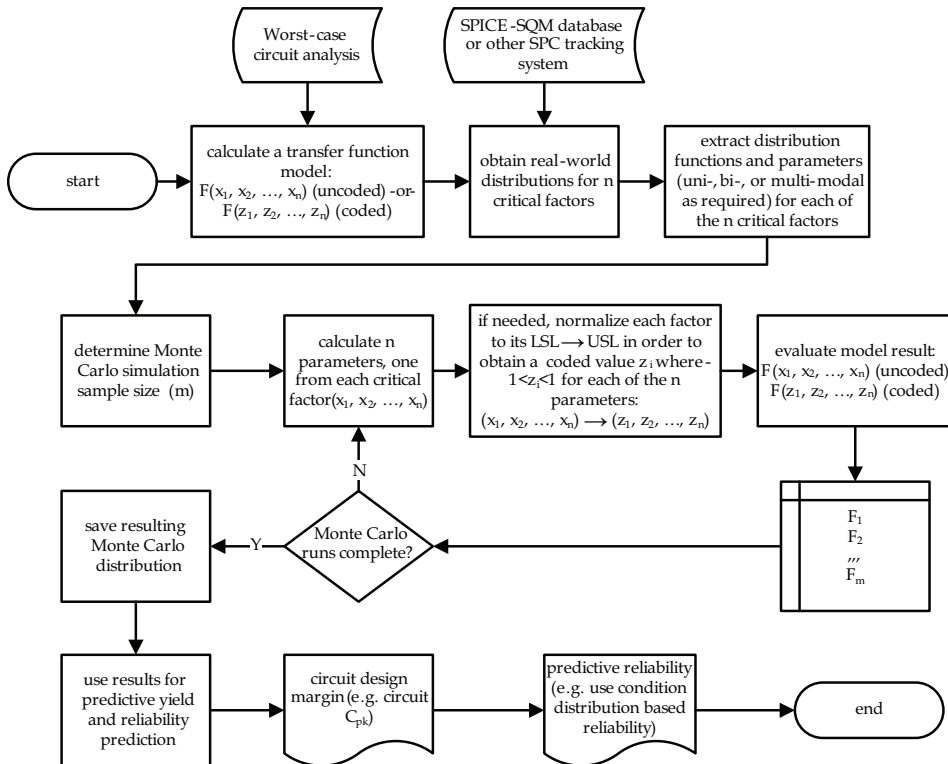 Worst-case
circuit analysis
SPICE-SQM database
or other SPC tracking
system
start
calculate a transfer function
model:
F(x₁, x₂, ..., xₙ) (uncoded) -or-
F(z₁, z₂, ..., zₙ) (coded)
obtain real-world
distributions for n
critical factors
extract distribution
functions and parameters
(uni-, bi-, or multi-modal
as required) for each of
the n critical factors
determine Monte
Carlo simulation
sample size (m)
calculate n
parameters, one
from each critical
factor(x₁, x₂, ..., xₙ)
if needed, normalize each factor
to its LSL → USL in order to
obtain a coded value zᵢ where -
1<zᵢ<1 for each of the n
parameters:
(x₁, x₂, ..., xₙ) → (z₁, z₂, ..., zₙ)
evaluate model result:
F(x₁, x₂, ..., xₙ) (uncoded)
F(z₁, z₂, ..., zₙ) (coded)
F₁
F₂
,,,
Fₘ
Monte Carlo
runs complete?
N
Y
save resulting
Monte Carlo
distribution
use results for
predictive yield
and reliability
prediction
circuit design
margin (e.g. circuit
Cₚₖ)
predictive reliability
(e.g. use condition
distribution based
reliability)
end